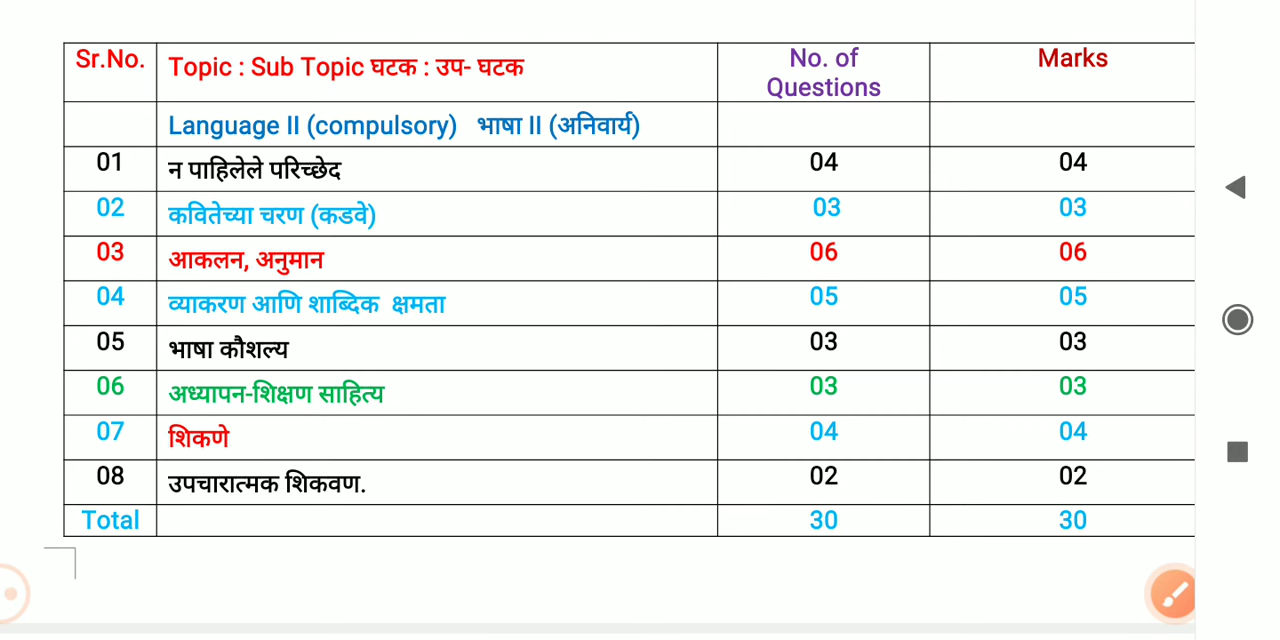 Sr.No. Topic : Sub Topic घटक : उप- घटक No. of Questions Marks
Language II (compulsory) भाषा II (अनिवार्य)
01 न पाहिलेले परिच्छेद 04 04
02 कवितेच्या चरण (कडवे) 03 03
03 आकलन, अनुमान 06 06
04 व्याकरण आणि शाब्दिक क्षमता 05 05
05 भाषा कौशल्य 03 03
06 अध्यापन-शिक्षण साहित्य 03 03
07 शिकणे 04 04
08 उपचारात्मक शिकवण. 02 02
Total 30 30